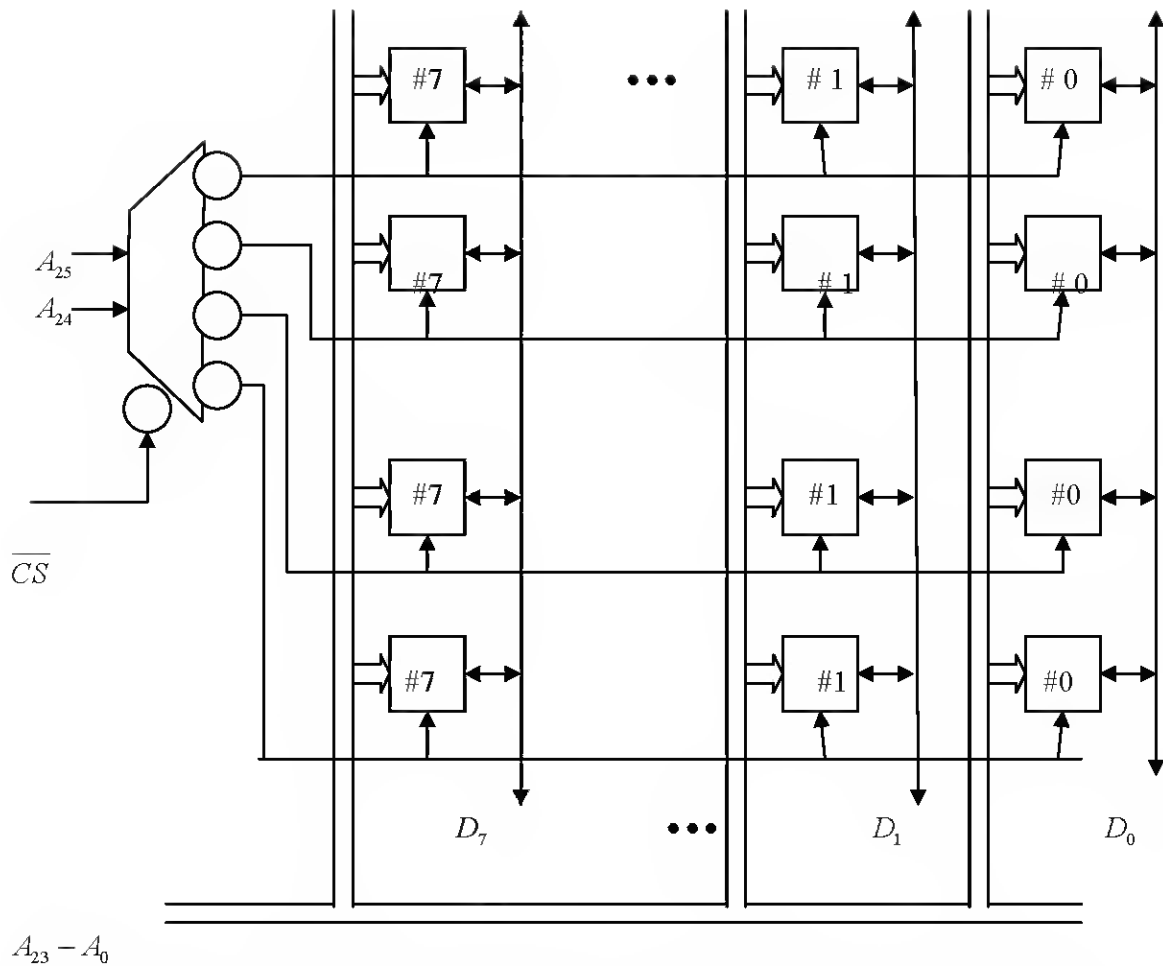 #7 ••• # 1 # 0
A₂₅
#7 # 1 # 0
A₂₄
#7 #1 #0
C̅S̅
#7 #1 #0
D₇ ••• D₁ D₀
A₂₃ − A₀